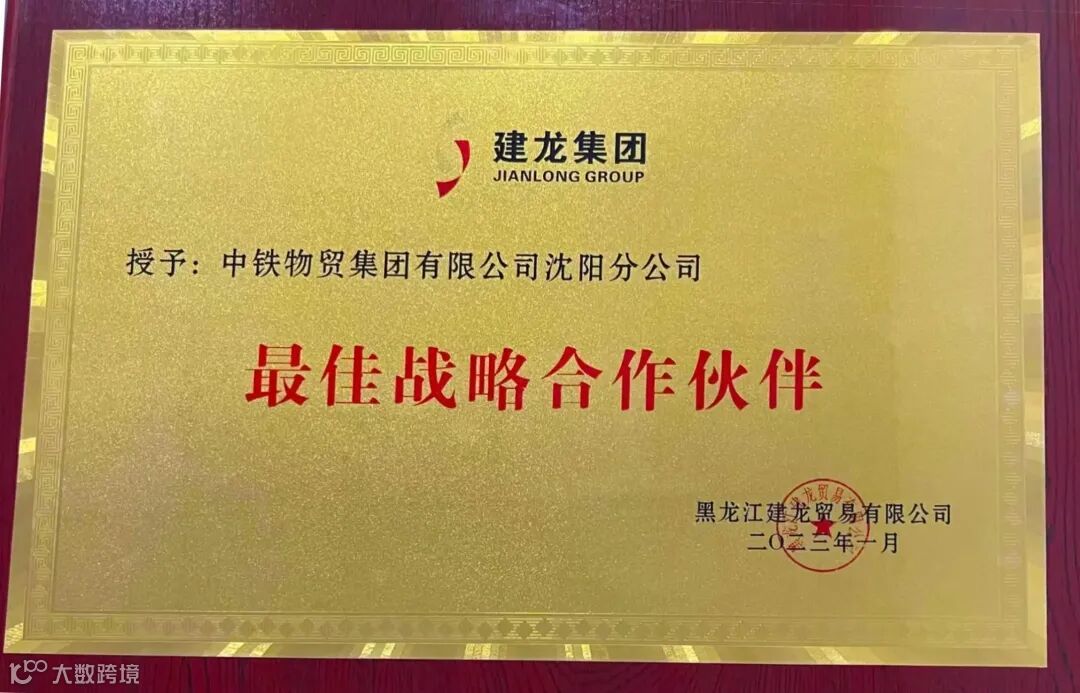 建龙集团
JIANLONG GROUP
授予：中铁物贸集团有限公司沈阳分公司
最佳战略合作伙伴
黑龙江建龙贸易有限公司
二〇二三年一月
大数跨境